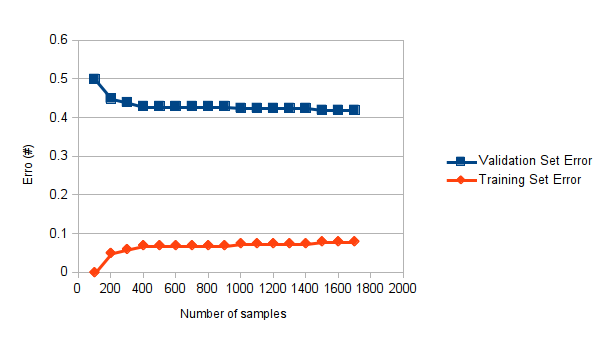 0.6
0.5
0.4
0.3
0.2
0.1
0
Erro (#)
0 200 400 600 800 1000 1200 1400 1600 1800 2000
Number of samples
Validation Set Error
Training Set Error